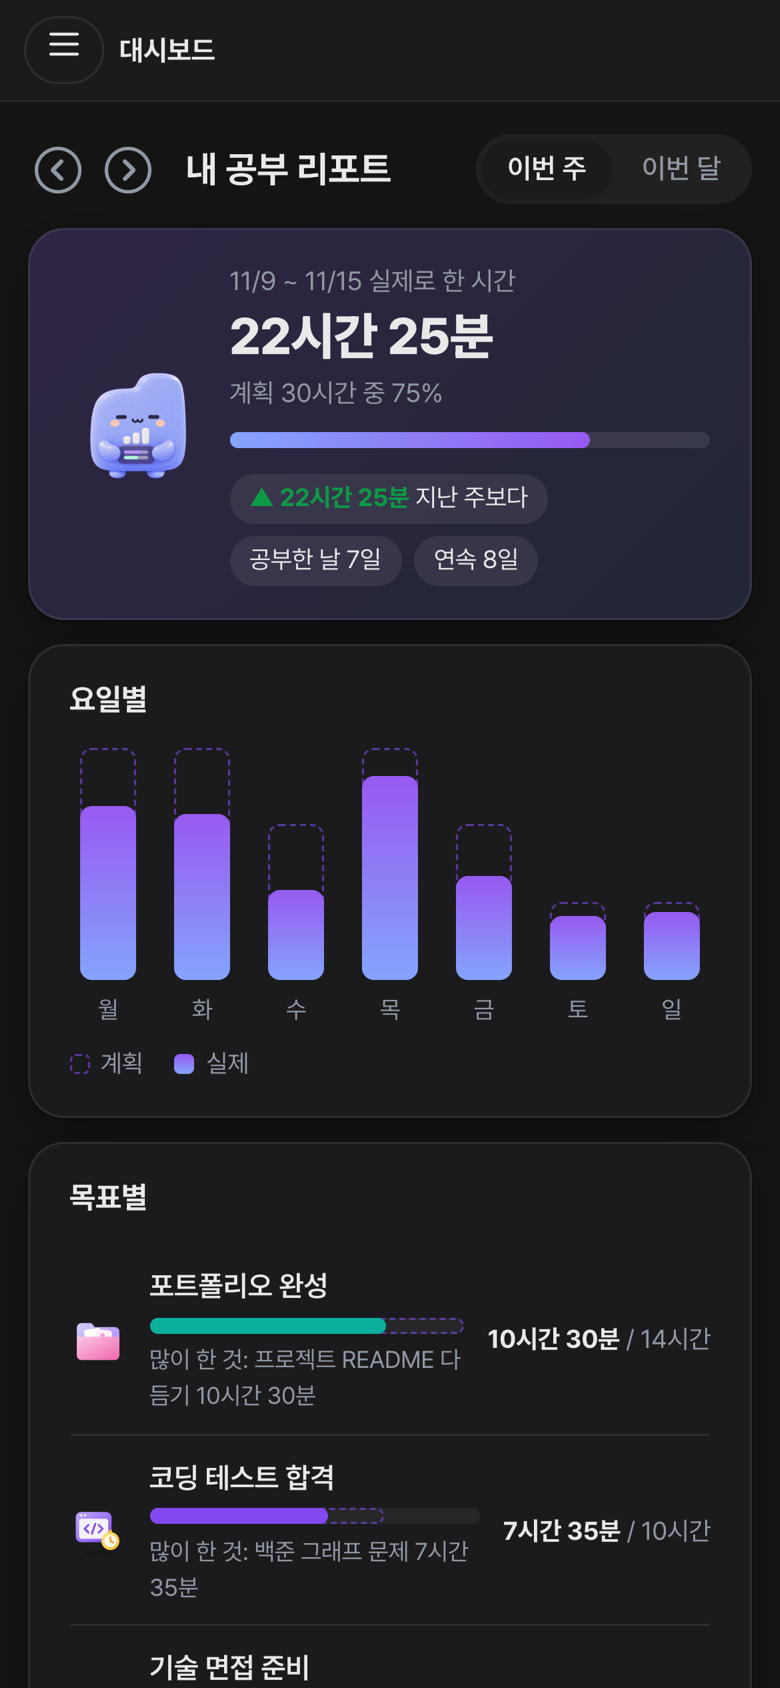 대시보드
내 공부 리포트
이번 주
이번 달
11/9 ~ 11/15 실제로 한 시간
22시간 25분
계획 30시간 중 75%
▲ 22시간 25분 지난 주보다
공부한 날 7일
연속 8일
요일별
월 화 수 목 금 토 일
계획 실제
목표별
포트폴리오 완성
10시간 30분 / 14시간
많이 한 것: 프로젝트 README 다
듬기 10시간 30분
코딩 테스트 합격
7시간 35분 / 10시간
많이 한 것: 백준 그래프 문제 7시간
35분
기술 면접 준비